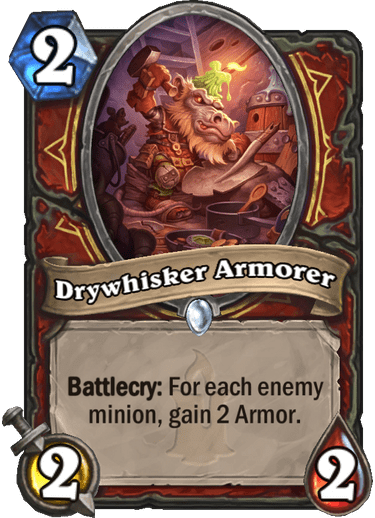 2
Drywhisker Armorer
Battlecry: For each enemy
minion, gain 2 Armor.
2
2